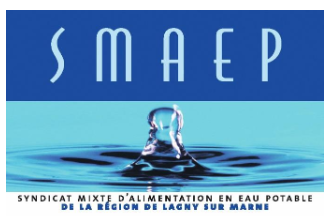 SMAEP
SYNDICAT MIXTE D'ALIMENTATION EN EAU POTABLE
DE LA RÉGION DE LAGNY SUR MARNE